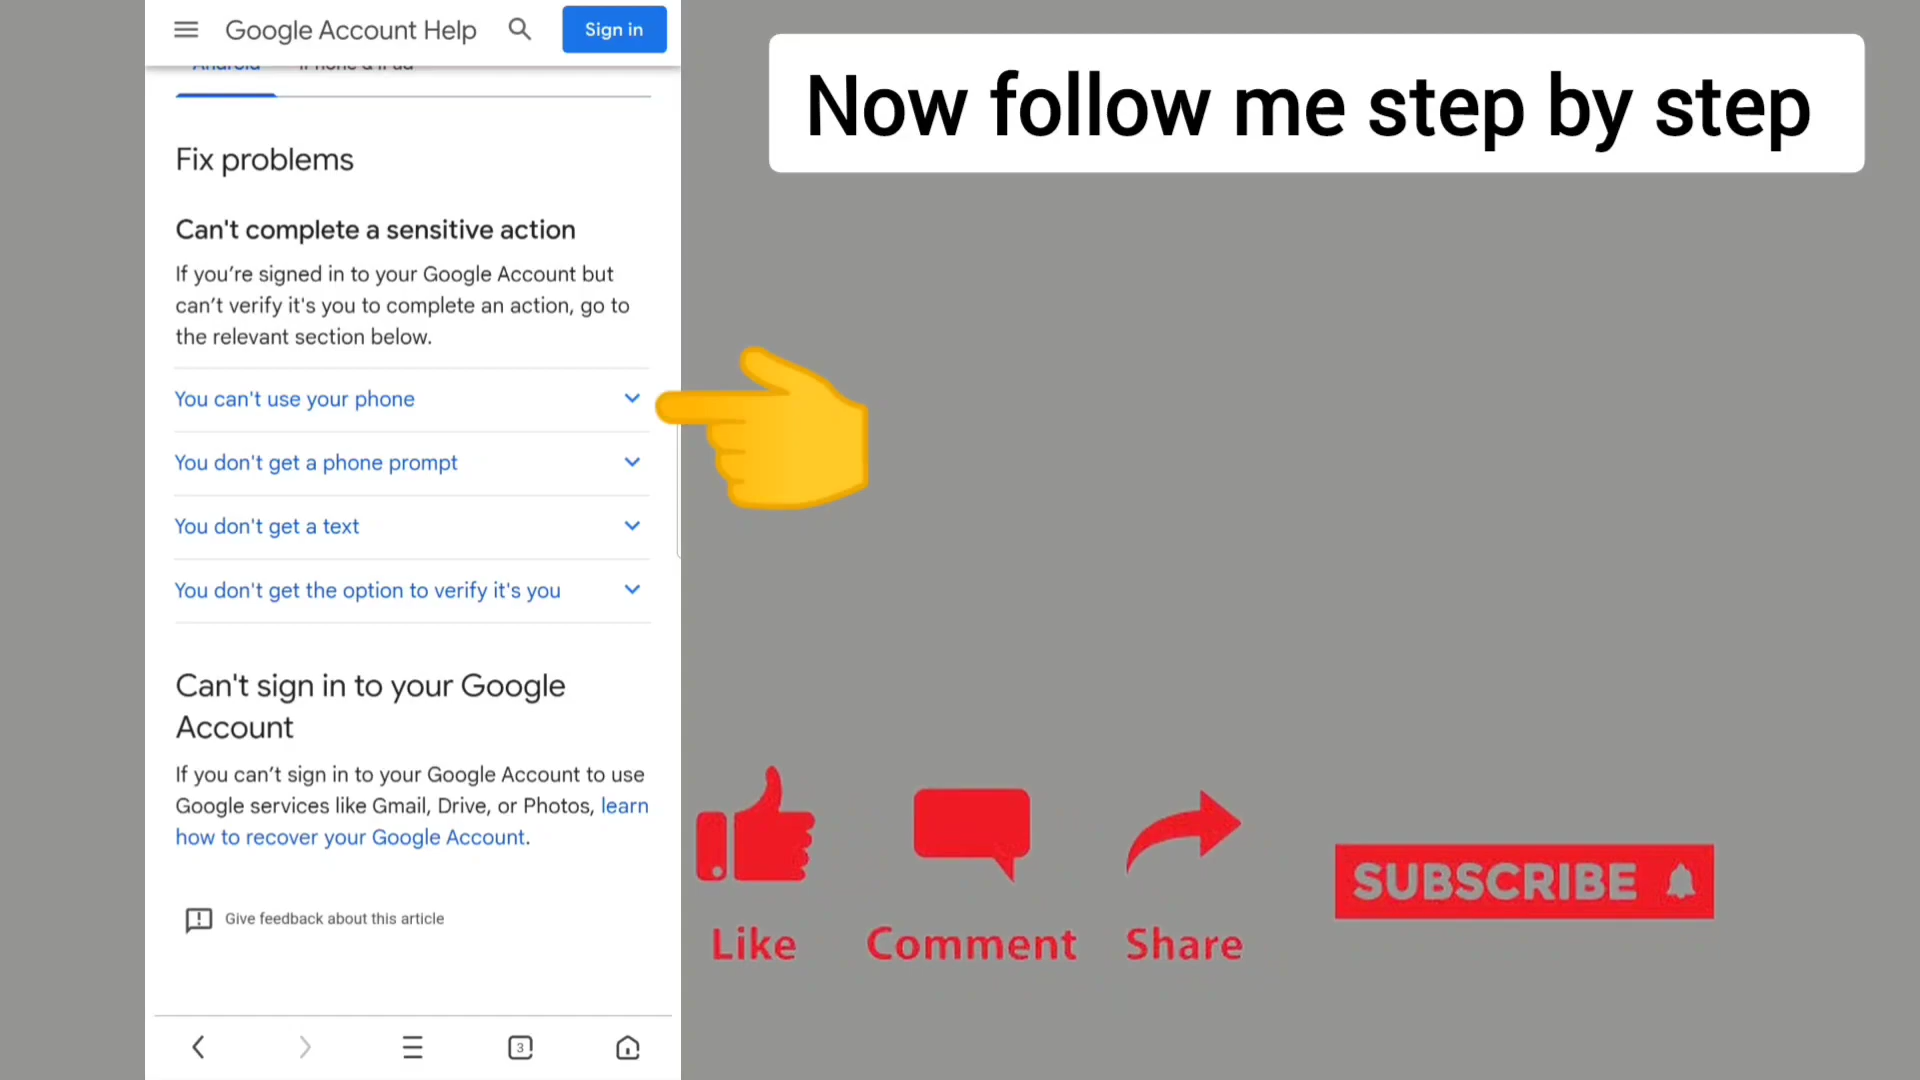 Google Account Help
Sign in
Android
iPhone & iPad
Now follow me step by step
Fix problems
Can't complete a sensitive action
If you’re signed in to your Google Account but
can’t verify it's you to complete an action, go to
the relevant section below.
You can't use your phone
You don't get a phone prompt
You don't get a text
You don't get the option to verify it's you
Can't sign in to your Google
Account
If you can’t sign in to your Google Account to use
Google services like Gmail, Drive, or Photos, learn
how to recover your Google Account.
Give feedback about this article
3
Like
Comment
Share
SUBSCRIBE